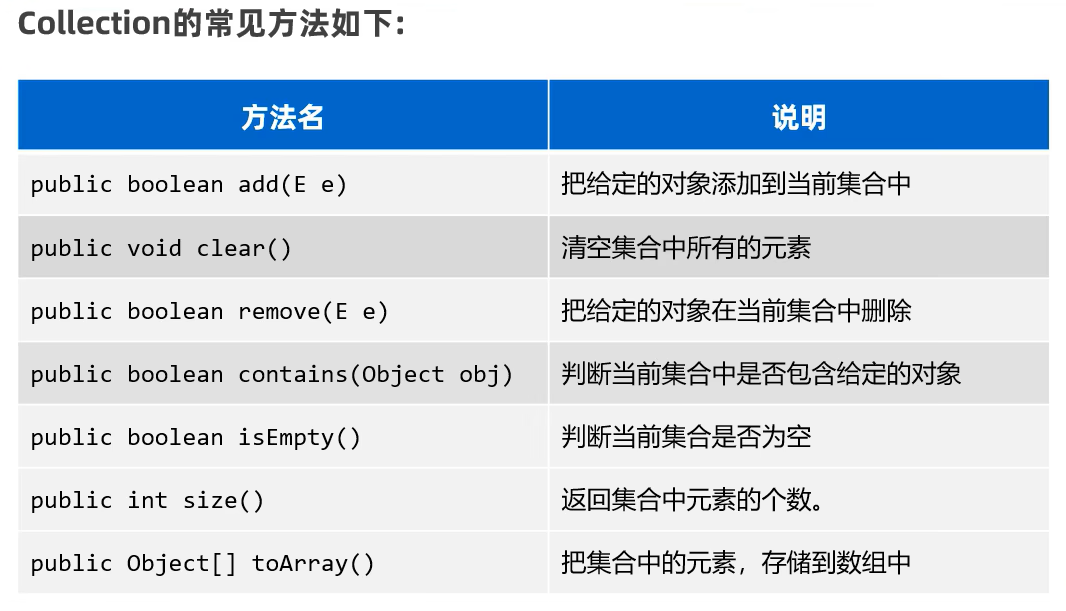 Collection的常见方法如下:
方法名 说明
public boolean add(E e) 把给定的对象添加到当前集合中
public void clear() 清空集合中所有的元素
public boolean remove(E e) 把给定的对象在当前集合中删除
public boolean contains(Object obj) 判断当前集合中是否包含给定的对象
public boolean isEmpty() 判断当前集合是否为空
public int size() 返回集合中元素的个数。
public Object[] toArray() 把集合中的元素，存储到数组中